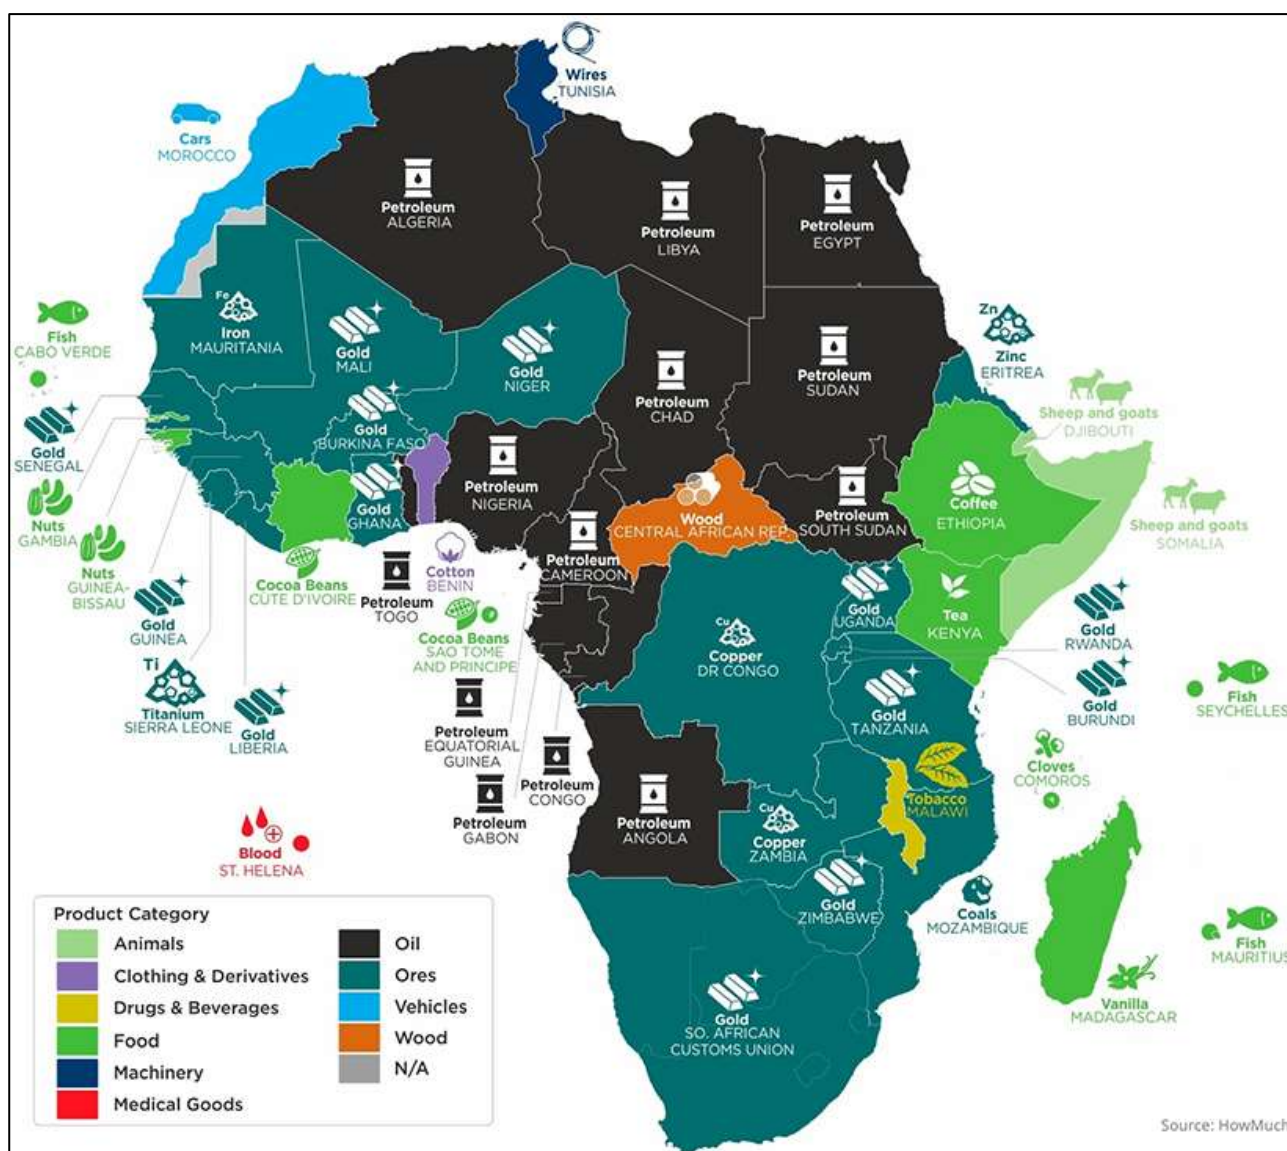 Wires
TUNISIA
Cars
MOROCCO
Petroleum
ALGERIA
Petroleum
LIBYA
Petroleum
EGYPT
Fe
Iron
MAURITANIA
Gold
MALI
Gold
NIGER
Petroleum
CHAD
Petroleum
SUDAN
Zn
Zinc
ERITREA
Fish
CABO VERDE
Gold
SENEGAL
Gold
BURKINA FASO
Sheep and goats
DJIBOUTI
Nuts
GAMBIA
Gold
GHANA
Petroleum
NIGERIA
Wood
CENTRAL AFRICAN REP.
Petroleum
SOUTH SUDAN
Coffee
ETHIOPIA
Sheep and goats
SOMALIA
Nuts
GUINEA-
BISSAU
Cocoa Beans
CÜTE D'IVOIRE
Petroleum
TOGO
Cotton
BENIN
Petroleum
CAMEROON
Gold
UGANDA
Tea
KENYA
Gold
RWANDA
Gold
GUINEA
Cocoa Beans
SAO TOME
AND PRINCIPE
Cu
Copper
DR CONGO
Gold
TANZANIA
Gold
BURUNDI
Fish
SEYCHELLES
Ti
Titanium
SIERRA LEONE
Gold
LIBERIA
Petroleum
EQUATORIAL
GUINEA
Petroleum
CONGO
Petroleum
GABON
Petroleum
ANGOLA
Cloves
COMOROS
Tobacco
MALAWI
Cu
Copper
ZAMBIA
Blood
ST. HELENA
Gold
ZIMBABWE
Coals
MOZAMBIQUE
Fish
MAURITIUS
Vanilla
MADAGASCAR
Gold
SO. AFRICAN
CUSTOMS UNION
Product Category
Animals
Clothing & Derivatives
Drugs & Beverages
Food
Machinery
Medical Goods
Oil
Ores
Vehicles
Wood
N/A
Source: HowMuch